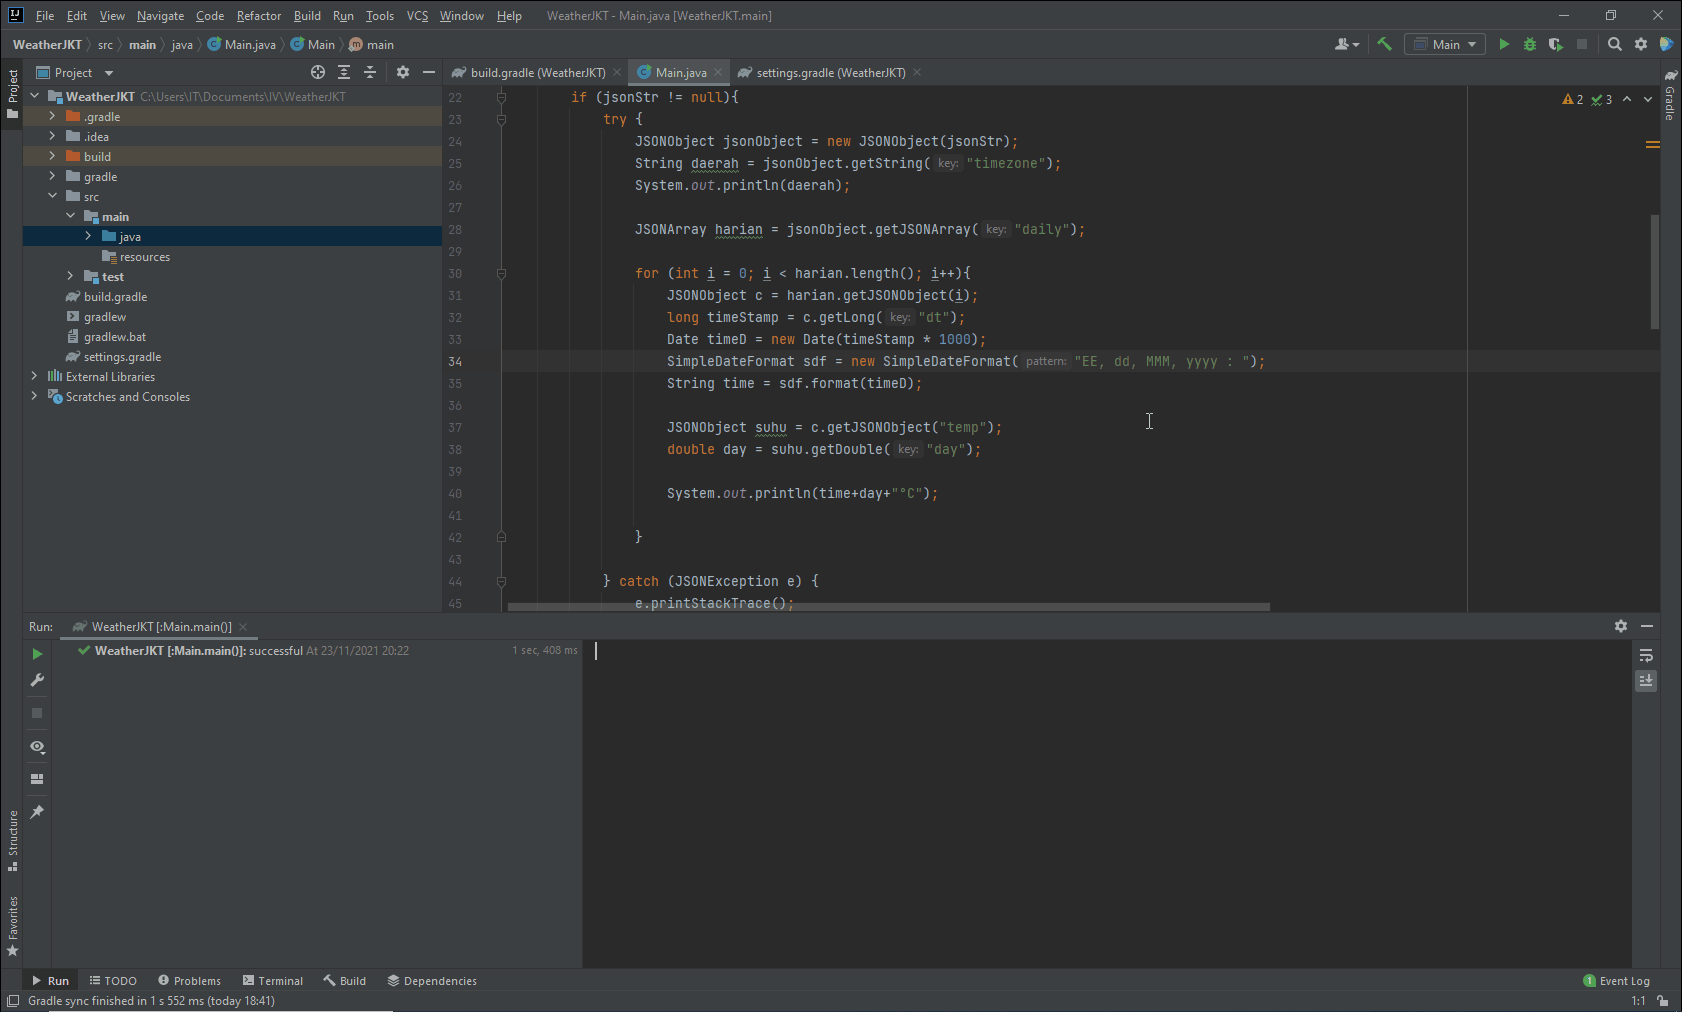 File Edit View Navigate Code Refactor Build Run Tools VCS Window Help WeatherJKT - Main.java [WeatherJKT.main]
WeatherJKT src main java Main.java Main main
Main
Project
Project
build.gradle (WeatherJKT) Main.java settings.gradle (WeatherJKT)
Gradle
WeatherJKT C:\Users\IT\Documents\IV\WeatherJKT
.gradle
.idea
build
gradle
src
main
java
resources
test
build.gradle
gradlew
gradlew.bat
settings.gradle
External Libraries
Scratches and Consoles
2 3
22 if (jsonStr != null){
23 try {
24 JSONObject jsonObject = new JSONObject(jsonStr);
25 String daerah = jsonObject.getString( key: "timezone");
26 System.out.println(daerah);
27
28 JSONArray harian = jsonObject.getJSONArray( key: "daily");
29
30 for (int i = 0; i < harian.length(); i++){
31 JSONObject c = harian.getJSONObject(i);
32 long timeStamp = c.getLong( key: "dt");
33 Date timeD = new Date(timeStamp * 1000);
34 SimpleDateFormat sdf = new SimpleDateFormat( pattern: "EE, dd, MMM, yyyy : ");
35 String time = sdf.format(timeD);
36
37 JSONObject suhu = c.getJSONObject("temp");
38 double day = suhu.getDouble( key: "day");
39
40 System.out.println(time+day+"°C");
41
42 }
43
44 } catch (JSONException e) {
45 e.printStackTrace();
Run: WeatherJKT [:Main.main()]
WeatherJKT [:Main.main()]: successful At 23/11/2021 20:22 1 sec, 408 ms
Structure
Favorites
Run TODO Problems Terminal Build Dependencies 1 Event Log
Gradle sync finished in 1 s 552 ms (today 18:41) 1:1